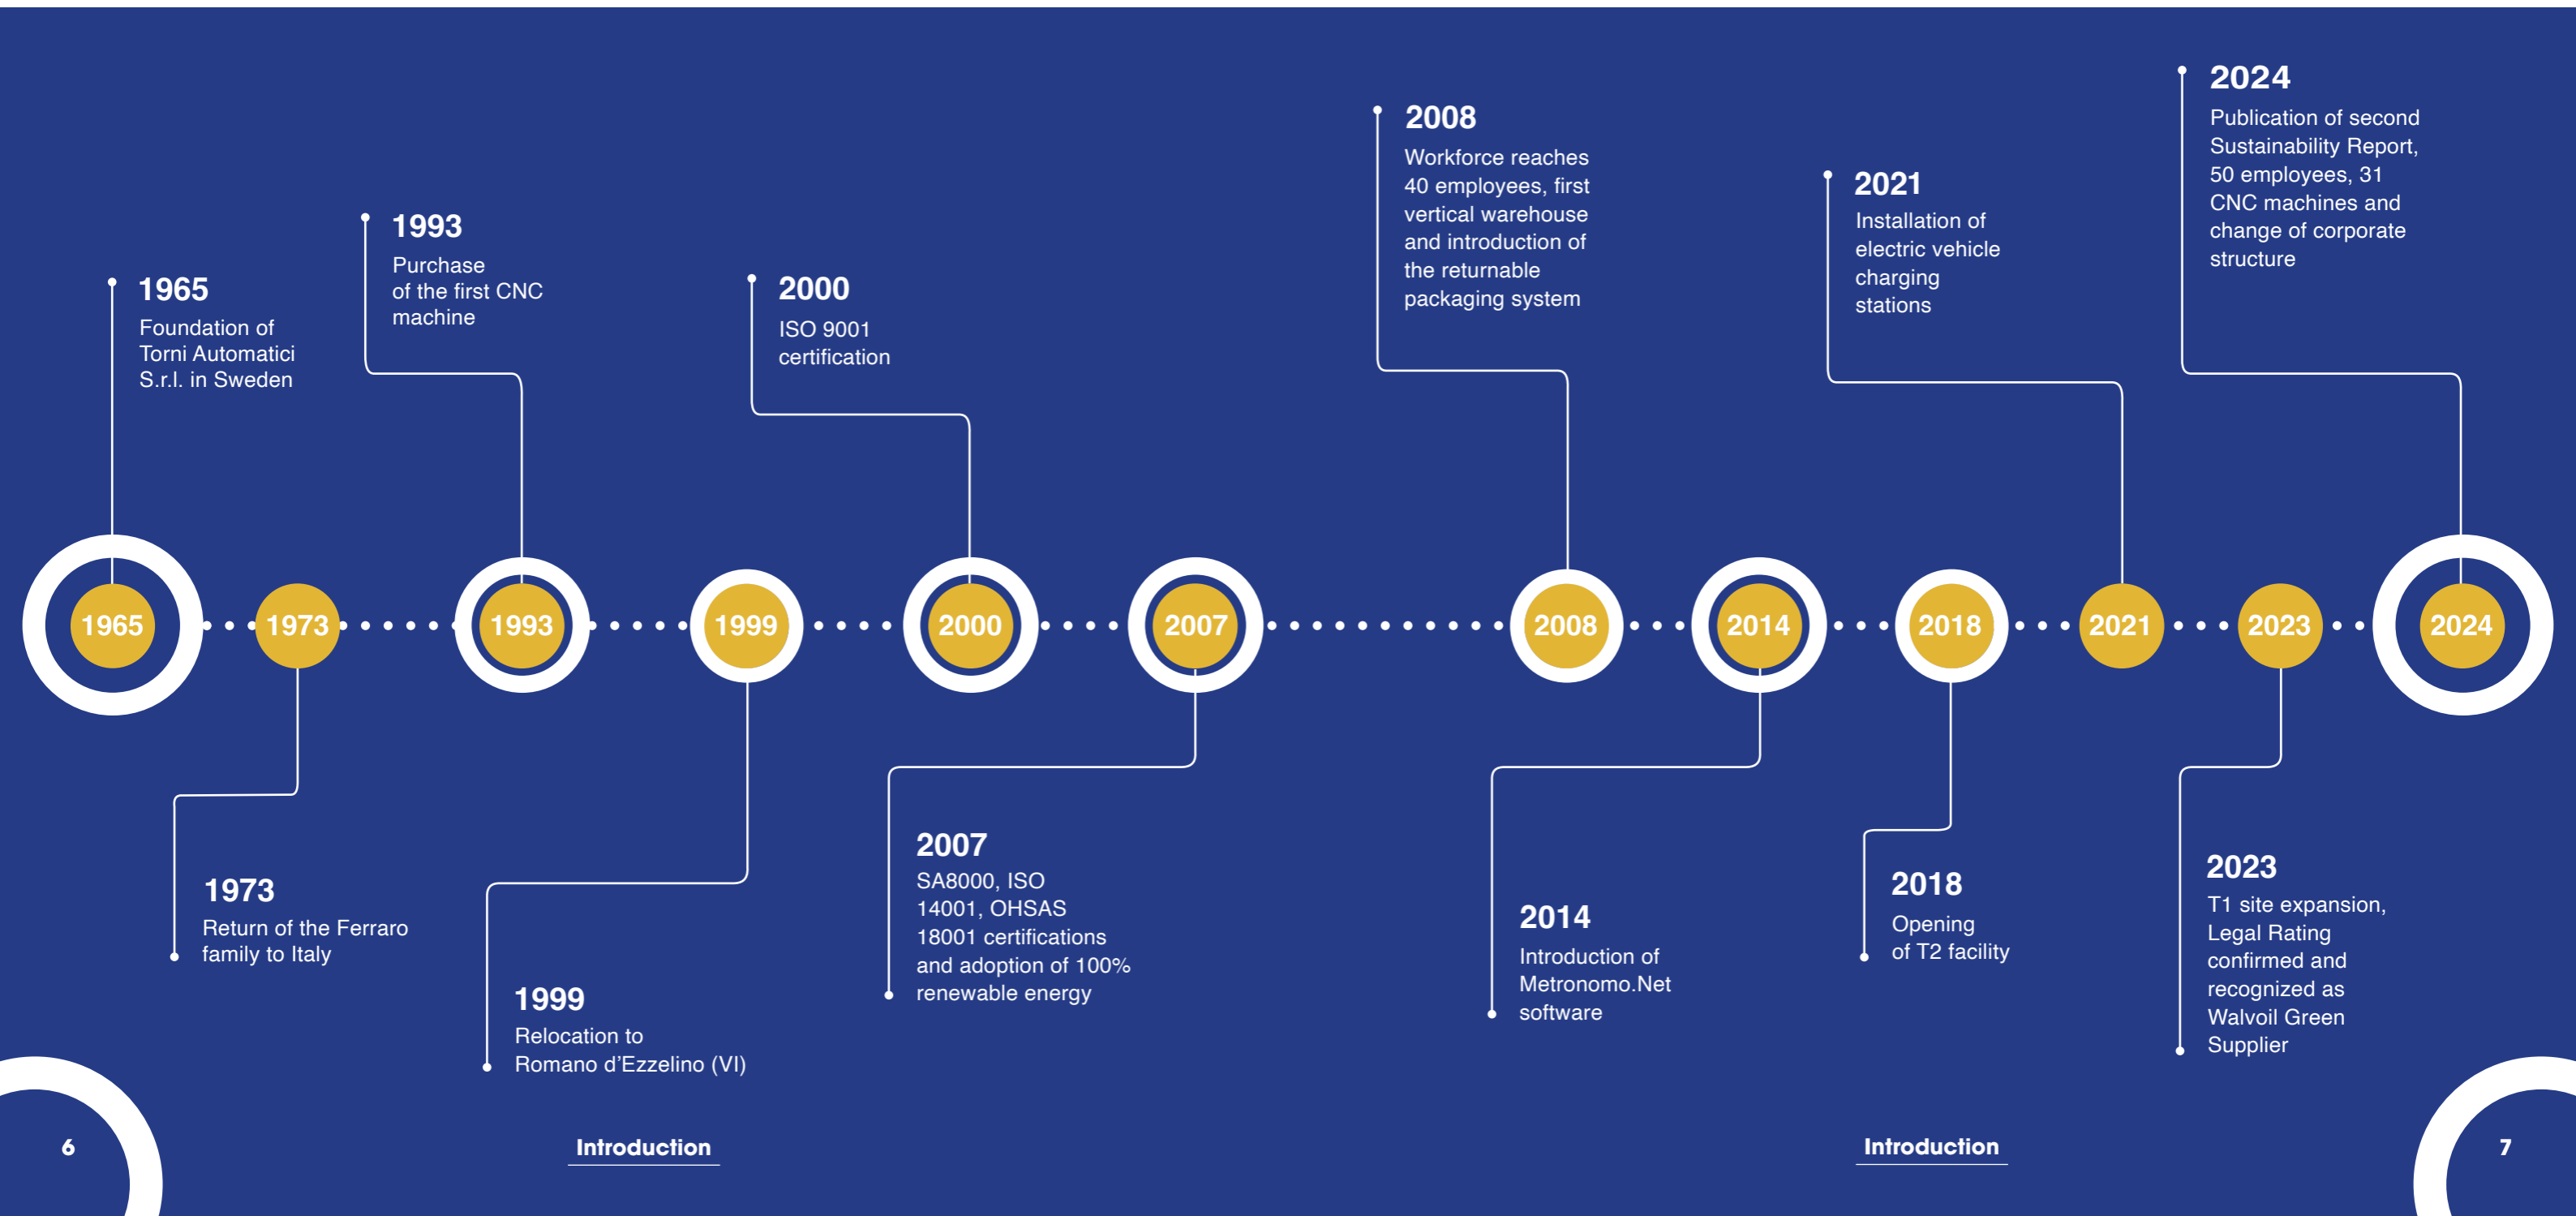 2024
Publication of second
Sustainability Report,
50 employees, 31
CNC machines and
change of corporate
structure
2008
Workforce reaches
40 employees, first
vertical warehouse
and introduction of
the returnable
packaging system
2021
Installation of
electric vehicle
charging
stations
1993
Purchase
of the first CNC
machine
1965
Foundation of
Torni Automatici
S.r.l. in Sweden
2000
ISO 9001
certification
1965
1973
1993
1999
2000
2007
2008
2014
2018
2021
2023
2024
2007
SA8000, ISO
14001, OHSAS
18001 certifications
and adoption of 100%
renewable energy
1973
Return of the Ferraro
family to Italy
1999
Relocation to
Romano d’Ezzelino (VI)
2014
Introduction of
Metronomo.Net
software
2018
Opening
of T2 facility
2023
T1 site expansion,
Legal Rating
confirmed and
recognized as
Walvoil Green
Supplier
6
Introduction
Introduction
7